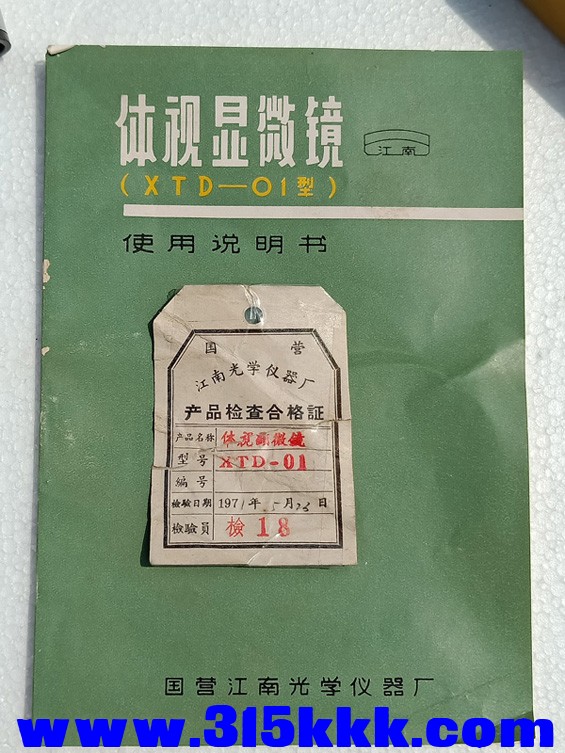 体视显微镜
江南
(XTD—01型)
使用说明书
国营
江南光学仪器厂
产品检查合格証
产品名称 体视显微镜
型号 XTD-01
编号
检验日期 1971年5月26日
检驗员 檢18
国营江南光学仪器厂
www.315kkk.com